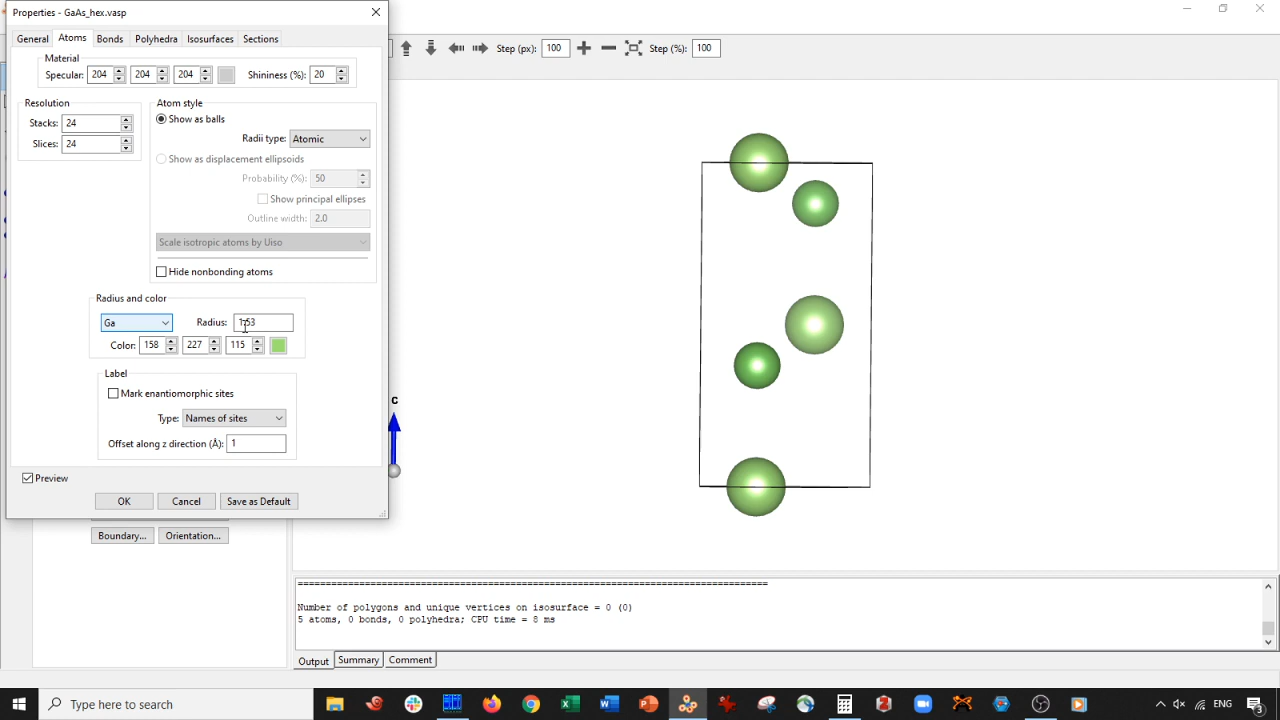 Properties - GaAs_hex.vasp
General Atoms Bonds Polyhedra Isosurfaces Sections
Step (px): 100 Step (%): 100
Material
Specular: 204 204 204 Shininess (%): 20
Resolution
Stacks: 24
Slices: 24
Atom style
Show as balls
Radii type: Atomic
Show as displacement ellipsoids
Probability (%): 50
Show principal ellipses
Outline width: 2.0
Scale isotropic atoms by Uiso
Hide nonbonding atoms
Radius and color
Ga Radius: 1.53
Color: 158 227 115
Label
Mark enantiomorphic sites
Type: Names of sites
Offset along z direction (Å): 1
Preview
OK Cancel Save as Default
Boundary... Orientation...
c
Number of polygons and unique vertices on isosurface = 0 (0)
5 atoms, 0 bonds, 0 polyhedra; CPU time = 8 ms
Output Summary Comment
Type here to search
ENG
3